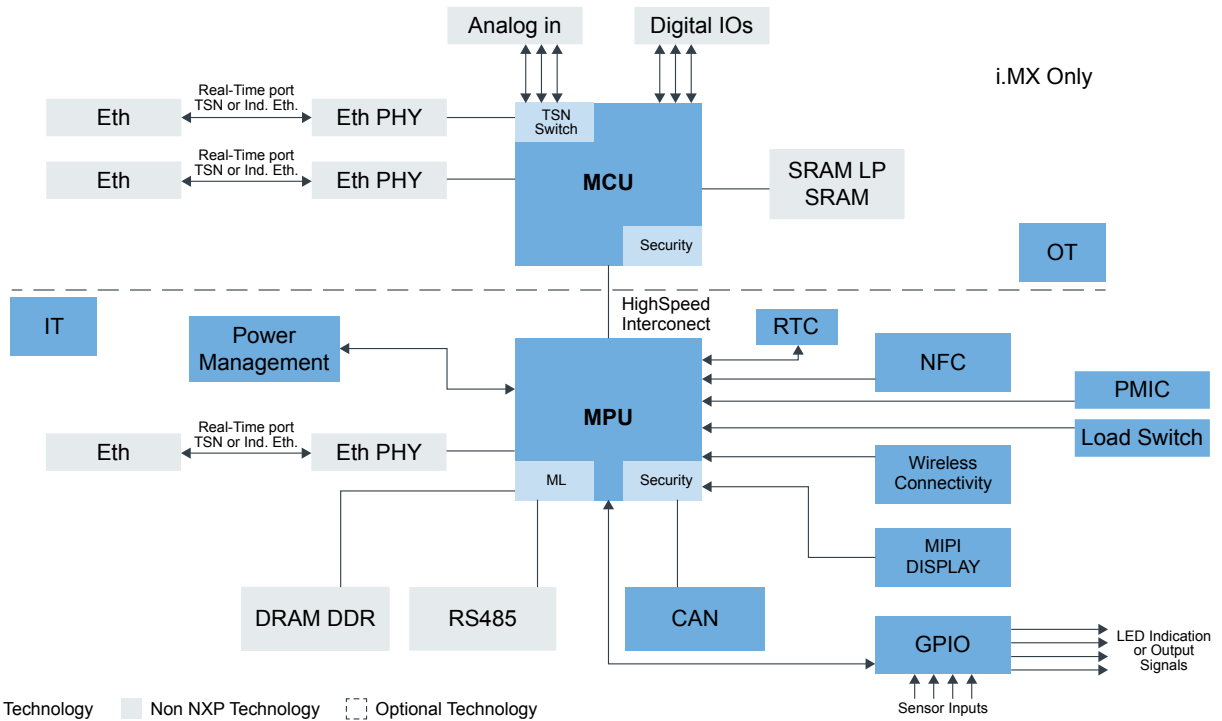 Analog in
Digital IOs
i.MX Only
Real-Time port
TSN or Ind. Eth.
Eth
Eth PHY
TSN
Switch
Real-Time port
TSN or Ind. Eth.
Eth
Eth PHY
MCU
SRAM LP
SRAM
Security
OT
IT
HighSpeed
Interconect
Power
Management
RTC
NFC
PMIC
MPU
Load Switch
Real-Time port
TSN or Ind. Eth.
Eth
Eth PHY
ML
Security
Wireless
Connectivity
MIPI
DISPLAY
DRAM DDR
RS485
CAN
GPIO
LED Indication
or Output
Signals
Sensor Inputs
Technology
Non NXP Technology
Optional Technology